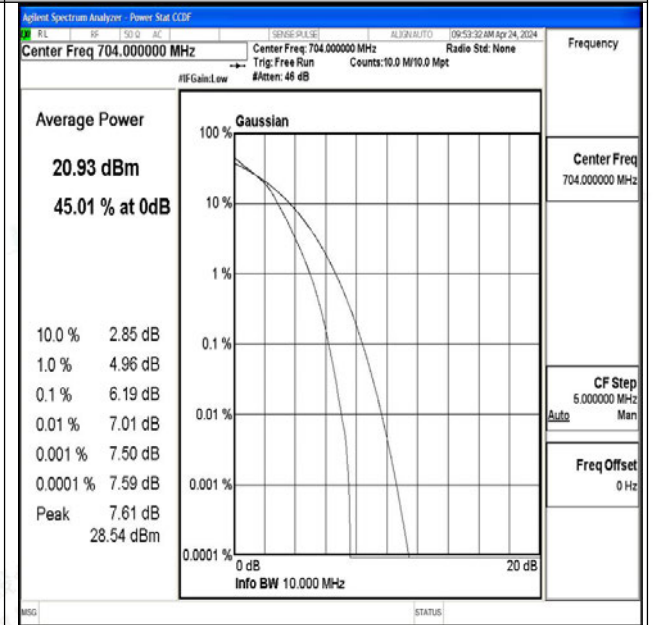 Agilent Spectrum Analyzer - Power Stat CCDF
RL RF 50 Ω AC SENSE:PULSE ALIGNAUTO 09:53:32 AM Apr 24, 2024
Center Freq 704.000000 MHz
Center Freq: 704.000000 MHz Radio Std: None
Trig: Free Run Counts:10.0 M/10.0 Mpt
#IFGain:Low #Atten: 46 dB
Frequency
Average Power
20.93 dBm
45.01 % at 0dB
10.0 % 2.85 dB
1.0 % 4.96 dB
0.1 % 6.19 dB
0.01 % 7.01 dB
0.001 % 7.50 dB
0.0001 % 7.59 dB
Peak 7.61 dB
28.54 dBm
Gaussian
100 %
10 %
1 %
0.1 %
0.01 %
0.001 %
0.0001 %
0 dB 20 dB
Info BW 10.000 MHz
Center Freq
704.000000 MHz
CF Step
5.000000 MHz
Auto Man
Freq Offset
0 Hz
MSG STATUS